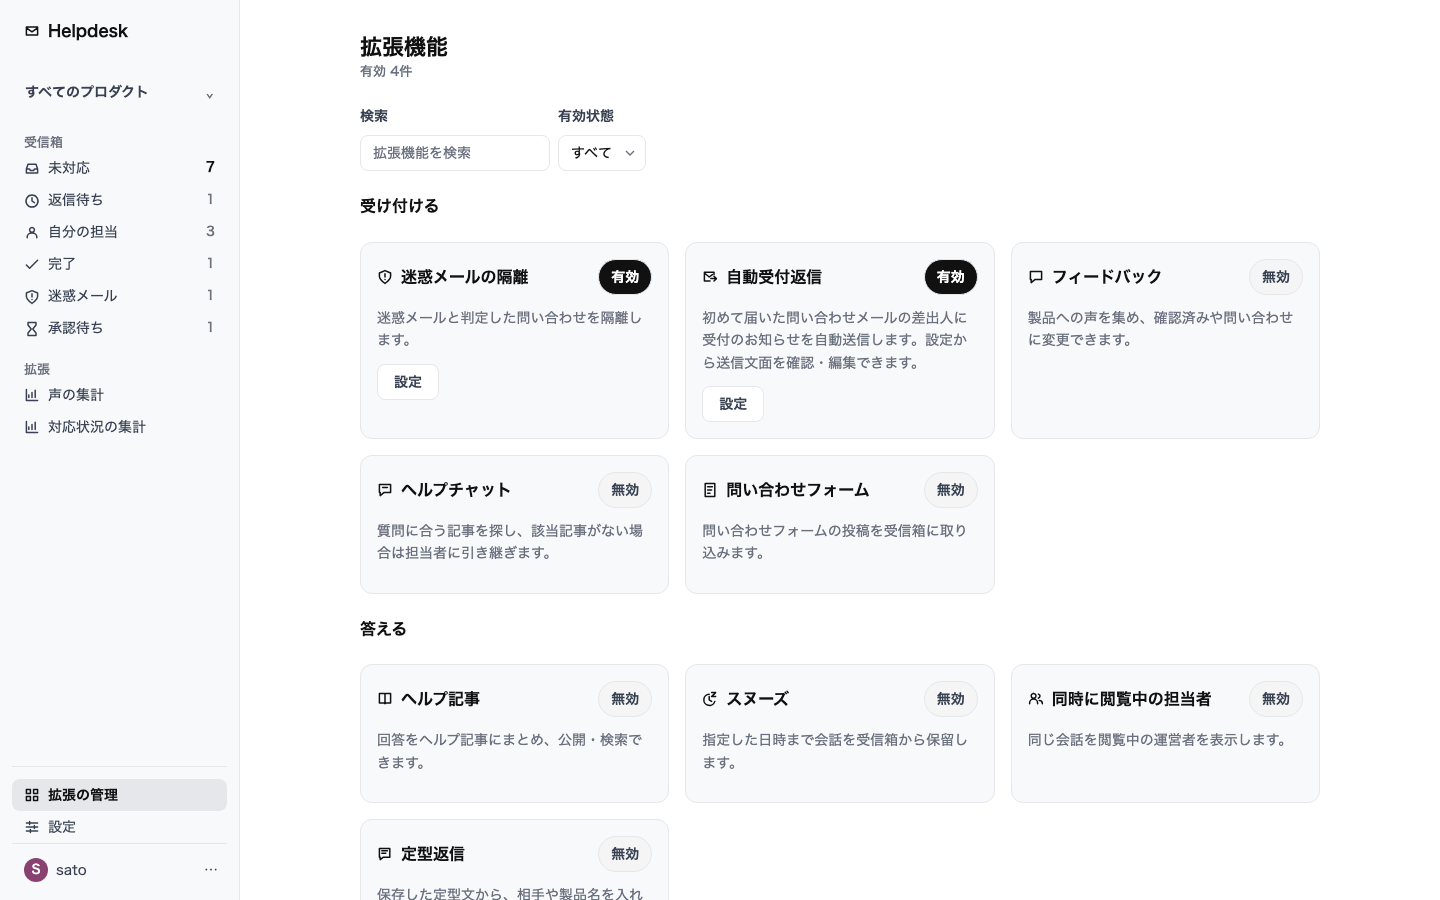 Helpdesk
すべてのプロダクト
受信箱
未対応 7
返信待ち 1
自分の担当 3
完了 1
迷惑メール 1
承認待ち 1
拡張
声の集計
対応状況の集計
拡張の管理
設定
S sato ...
拡張機能
有効 4件
検索 有効状態
拡張機能を検索 すべて
受け付ける
迷惑メールの隔離 有効
迷惑メールと判定した問い合わせを隔離し
ます。
設定
自動受付返信 有効
初めて届いた問い合わせメールの差出人に
受付のお知らせを自動送信します。設定か
ら送信文面を確認・編集できます。
設定
フィードバック 無効
製品への声を集め、確認済みや問い合わせ
に変更できます。
ヘルプチャット 無効
質問に合う記事を探し、該当記事がない場
合は担当者に引き継ぎます。
問い合わせフォーム 無効
問い合わせフォームの投稿を受信箱に取り
込みます。
答える
ヘルプ記事 無効
回答をヘルプ記事にまとめ、公開・検索で
きます。
スヌーズ 無効
指定した日時まで会話を受信箱から保留し
ます。
同時に閲覧中の担当者 無効
同じ会話を閲覧中の運営者を表示します。
定型返信 無効
保存した定型文から、相手や製品名を入れ